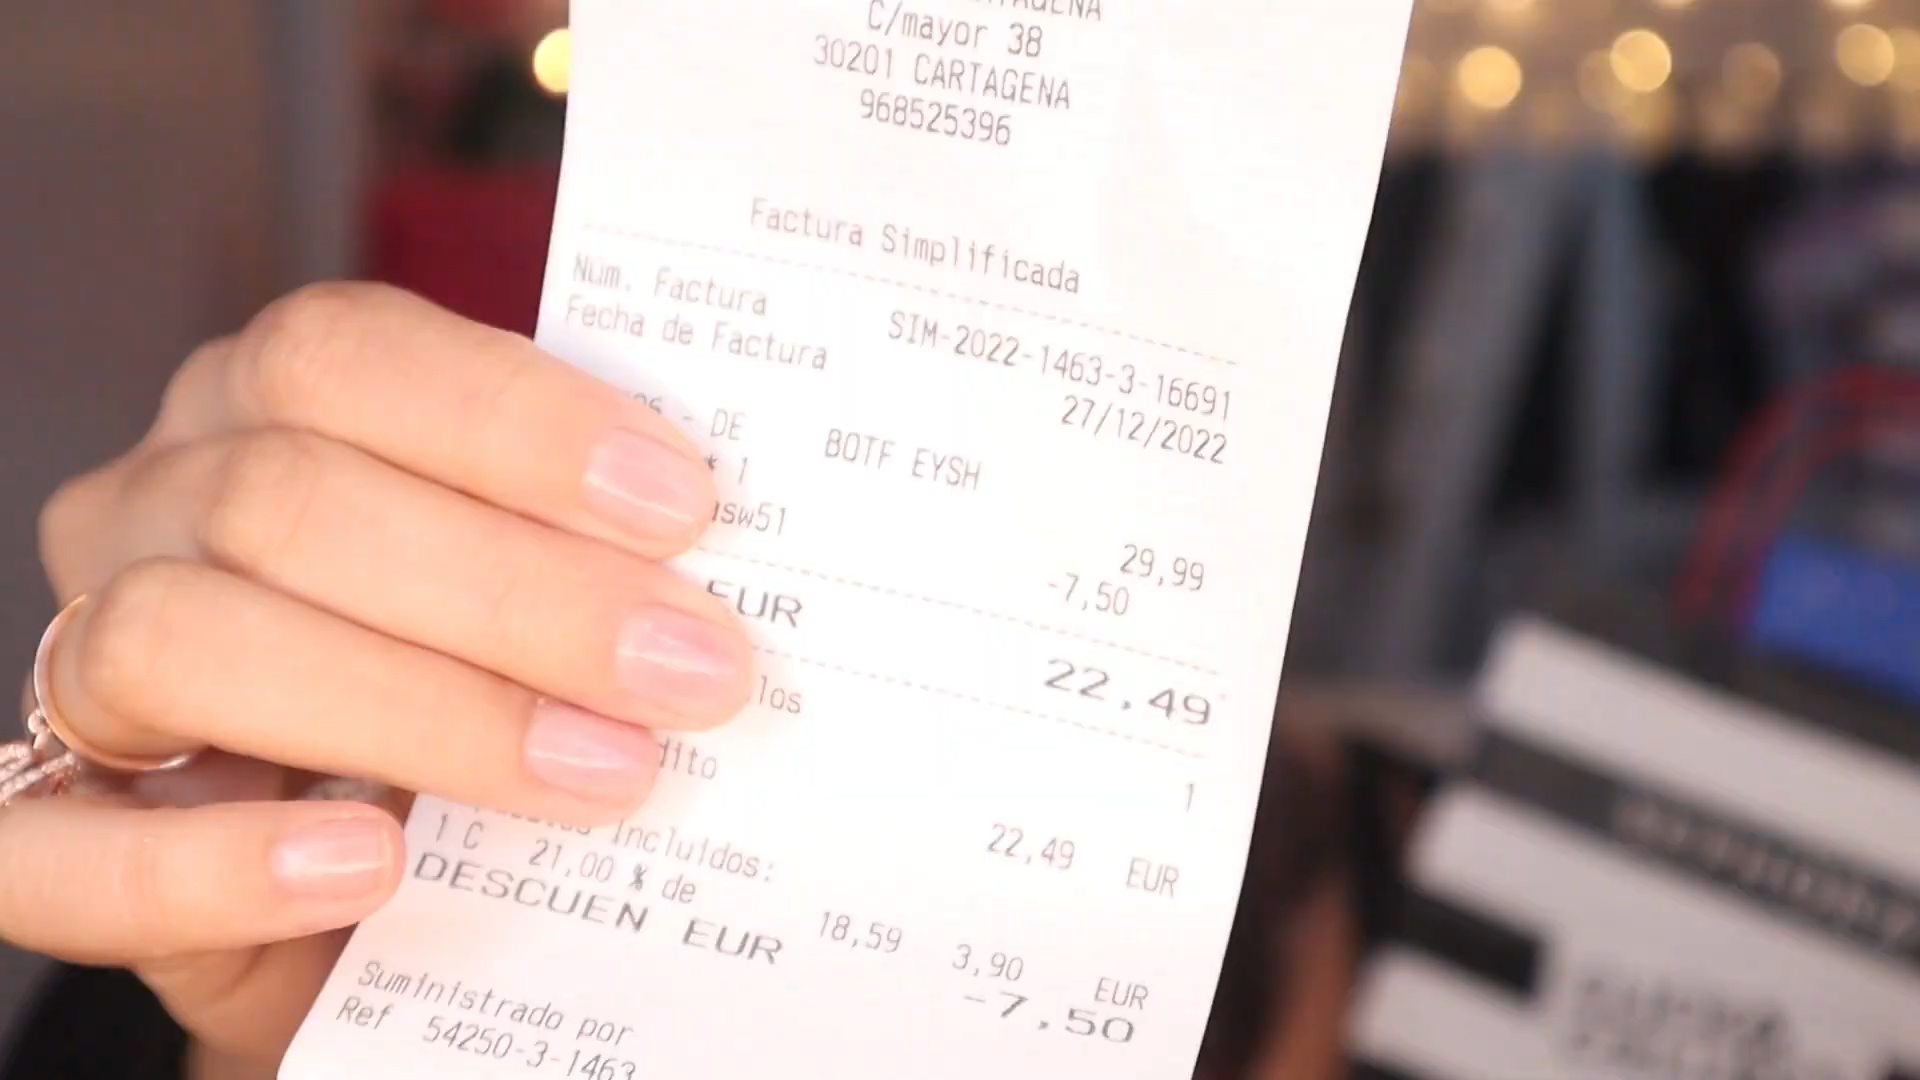 C/mayor 38
30201 CARTAGENA
968525396
Factura Simplificada
Núm. Factura SIM-2022-1463-3-16691
Fecha de Factura 27/12/2022
- DE BOTF EYSH
* 1 29,99
-7,50
EUR 22,49
1
22,49 EUR
Incluidos:
1 C 21,00 % de 18,59 3,90 EUR
DESCUEN EUR -7,50
Suministrado por
Ref 54250-3-1463